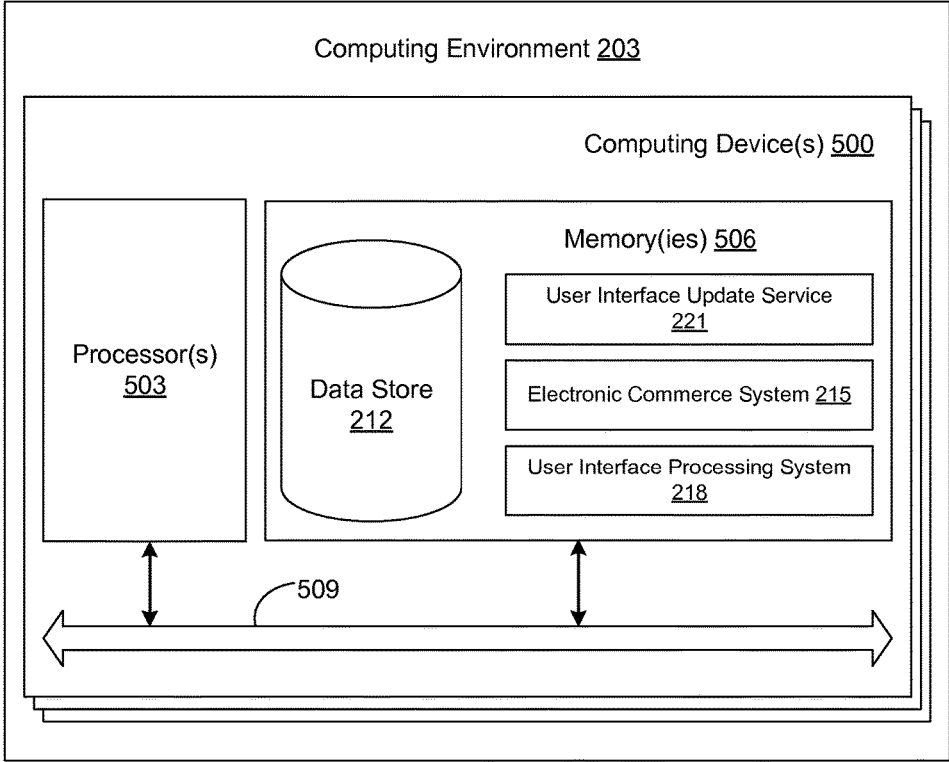 Computing Environment 203
Computing Device(s) 500
Processor(s)
503
Data Store
212
Memory(ies) 506
User Interface Update Service
221
Electronic Commerce System 215
User Interface Processing System
218
509